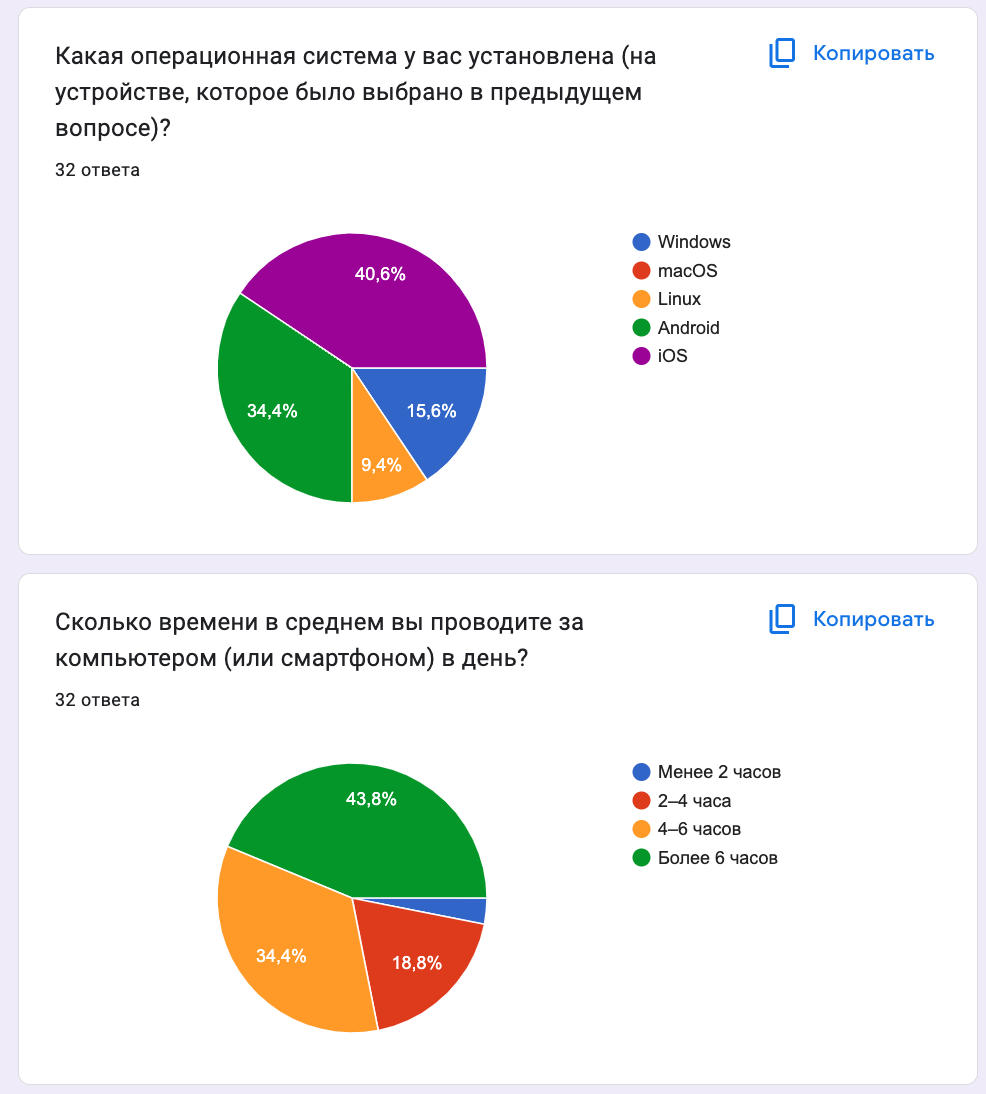 Какая операционная система у вас установлена (на
устройстве, которое было выбрано в предыдущем
вопросе)?
Копировать
32 ответа
40,6%
34,4%
15,6%
9,4%
Windows
macOS
Linux
Android
iOS
Сколько времени в среднем вы проводите за
компьютером (или смартфоном) в день?
Копировать
32 ответа
43,8%
34,4%
18,8%
Менее 2 часов
2–4 часа
4–6 часов
Более 6 часов